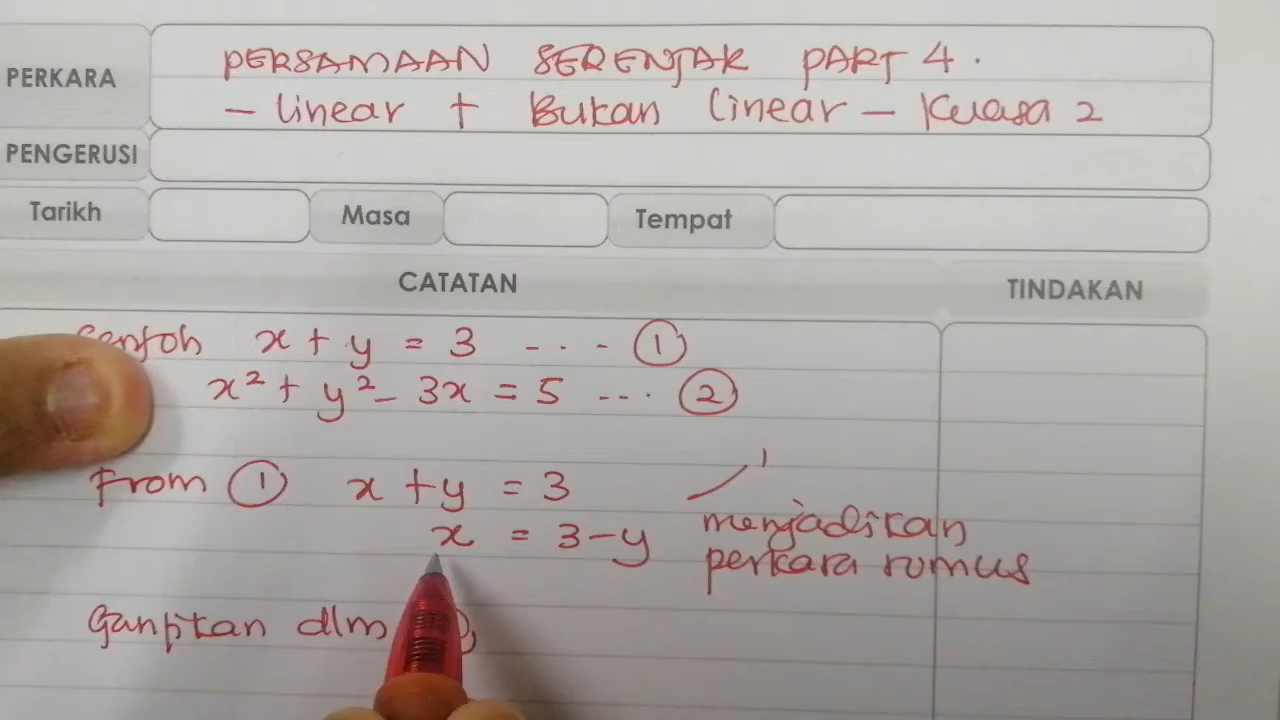 PERKARA
PERSAMAAN SERENTAK PART 4.
- linear + Bukan linear - Kuasa 2
PENGERUSI
Tarikh Masa Tempat
CATATAN TINDAKAN
x + y = 3 - - - ①
x² + y² - 3x = 5 ... ②
From ① x + y = 3
x = 3 - y
menjadikan
perkara rumus
Gantikan dlm